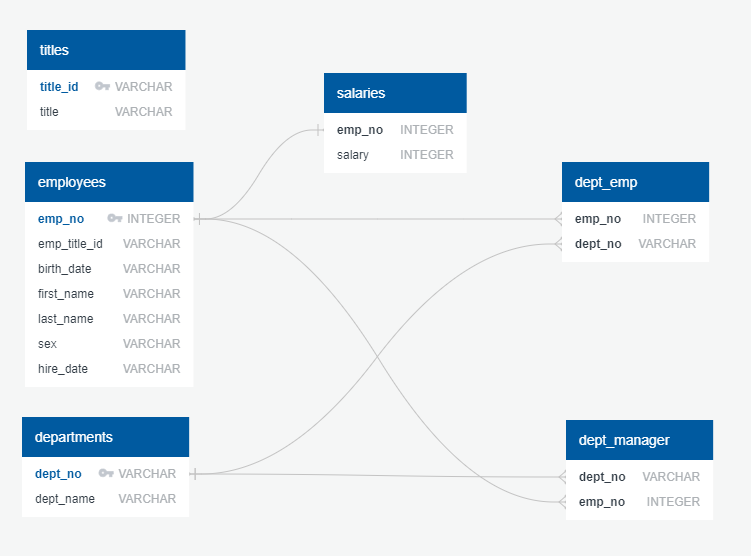 titles
title_id VARCHAR
title VARCHAR
salaries
emp_no INTEGER
salary INTEGER
employees
emp_no INTEGER
emp_title_id VARCHAR
birth_date VARCHAR
first_name VARCHAR
last_name VARCHAR
sex VARCHAR
hire_date VARCHAR
dept_emp
emp_no INTEGER
dept_no VARCHAR
departments
dept_no VARCHAR
dept_name VARCHAR
dept_manager
dept_no VARCHAR
emp_no INTEGER